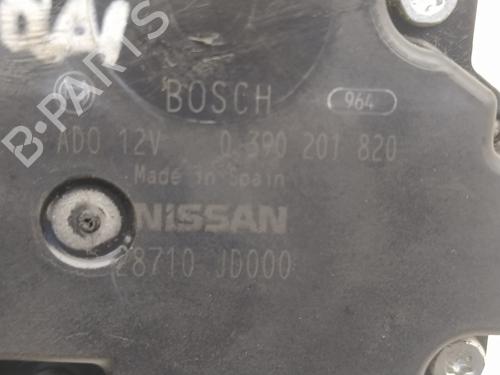 BOSCH
964
ADO 12V 0 390 201 820
Made in Spain
NISSAN
28710 JD000
B-PARTS